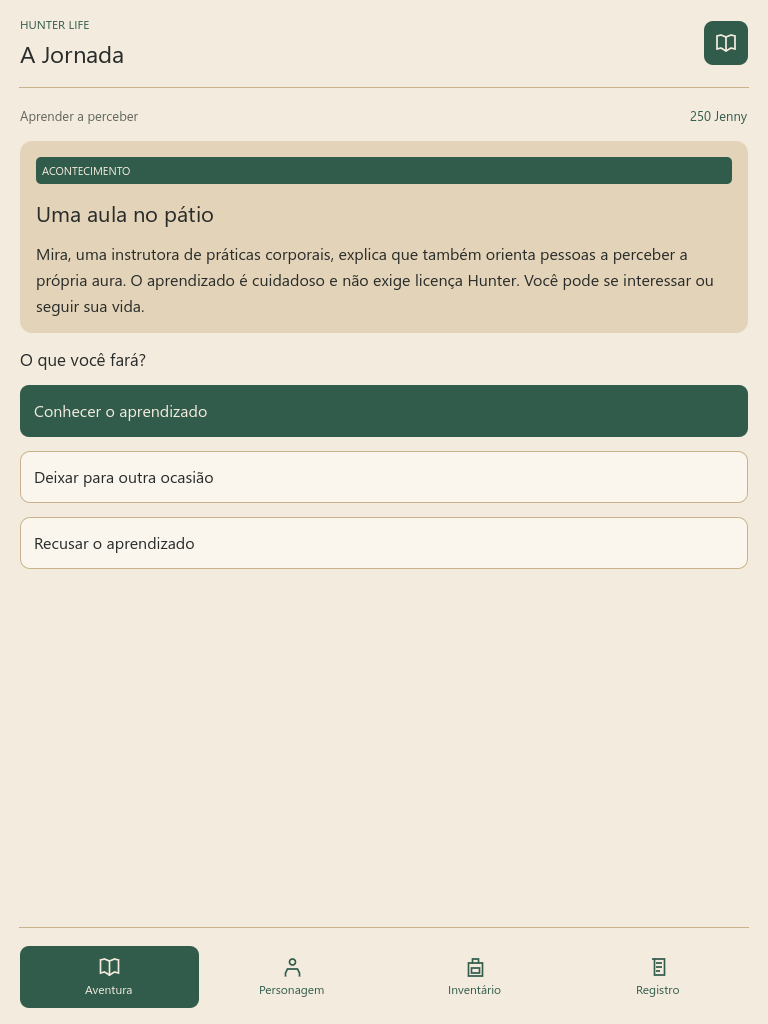 HUNTER LIFE
A Jornada
Aprender a perceber
250 Jenny
ACONTECIMENTO
Uma aula no pátio
Mira, uma instrutora de práticas corporais, explica que também orienta pessoas a perceber a
própria aura. O aprendizado é cuidadoso e não exige licença Hunter. Você pode se interessar ou
seguir sua vida.
O que você fará?
Conhecer o aprendizado
Deixar para outra ocasião
Recusar o aprendizado
Aventura
Personagem
Inventário
Registro